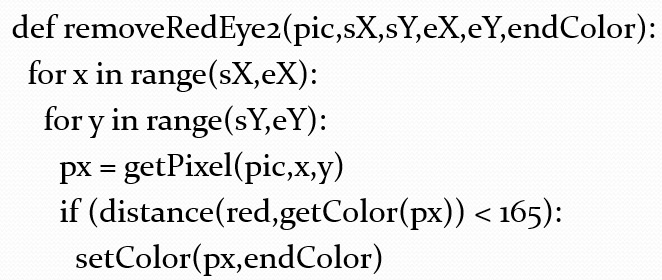 def removeRedEye2(pic,sX,sY,eX,eY,endColor):
for x in range(sX,eX):
for y in range(sY,eY):
px = getPixel(pic,x,y)
if (distance(red,getColor(px)) < 165):
setColor(px,endColor)